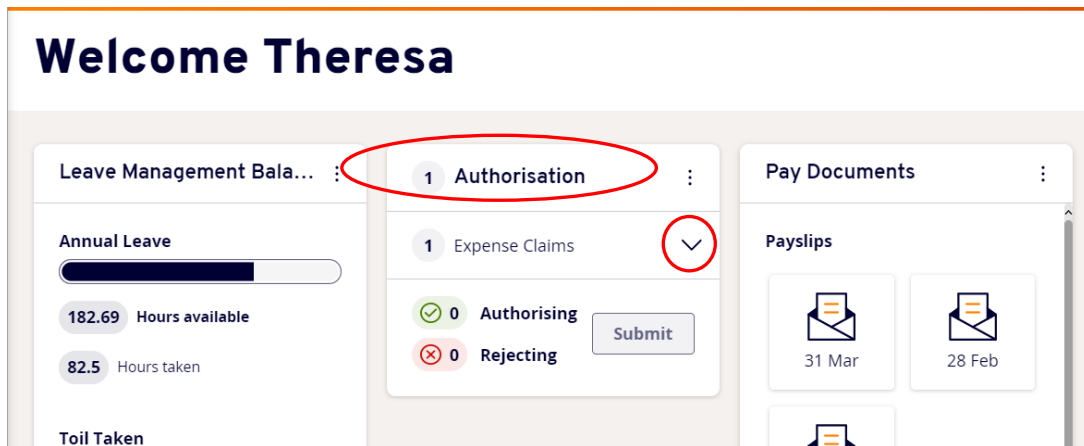 Welcome Theresa
Leave Management Bala...
Annual Leave
182.69 Hours available
82.5 Hours taken
Toil Taken
1 Authorisation
1 Expense Claims
0 Authorising
0 Rejecting
Submit
Pay Documents
Payslips
31 Mar
28 Feb